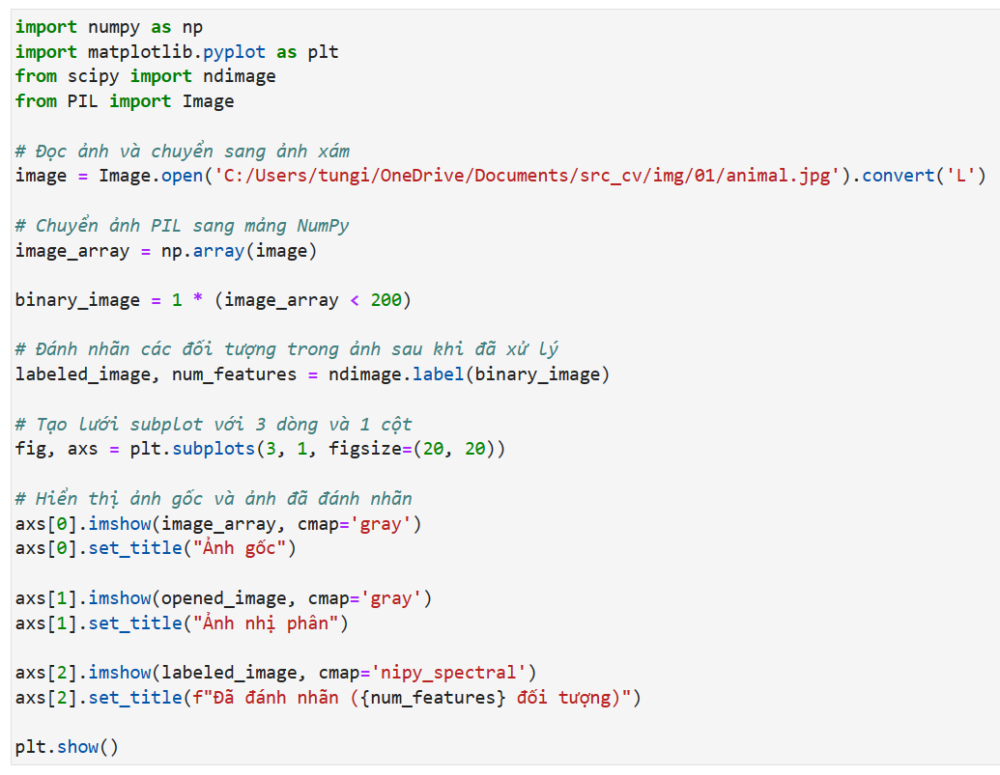 import numpy as np
import matplotlib.pyplot as plt
from scipy import ndimage
from PIL import Image
# Đọc ảnh và chuyển sang ảnh xám
image = Image.open('C:/Users/tungi/OneDrive/Documents/src_cv/img/01/animal.jpg').convert('L')
# Chuyển ảnh PIL sang mảng NumPy
image_array = np.array(image)
binary_image = 1 * (image_array < 200)
# Đánh nhãn các đối tượng trong ảnh sau khi đã xử lý
labeled_image, num_features = ndimage.label(binary_image)
# Tạo lưới subplot với 3 dòng và 1 cột
fig, axs = plt.subplots(3, 1, figsize=(20, 20))
# Hiển thị ảnh gốc và ảnh đã đánh nhãn
axs[0].imshow(image_array, cmap='gray')
axs[0].set_title("Ảnh gốc")
axs[1].imshow(opened_image, cmap='gray')
axs[1].set_title("Ảnh nhị phân")
axs[2].imshow(labeled_image, cmap='nipy_spectral')
axs[2].set_title(f"Đã đánh nhãn ({num_features} đối tượng)")
plt.show()